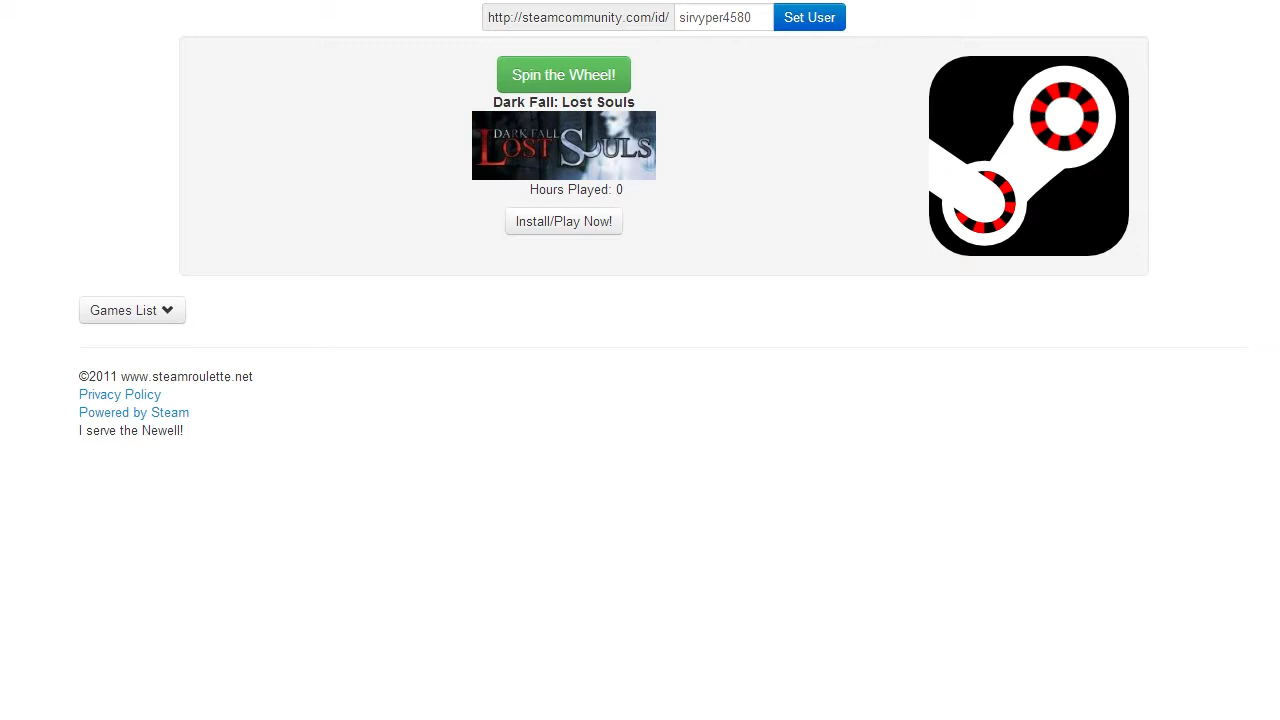 http://steamcommunity.com/id/ sirvyper4580 Set User
Spin the Wheel!
Dark Fall: Lost Souls
DARK FALL
LOST SOULS
Hours Played: 0
Install/Play Now!
Games List
©2011 www.steamroulette.net
Privacy Policy
Powered by Steam
I serve the Newell!